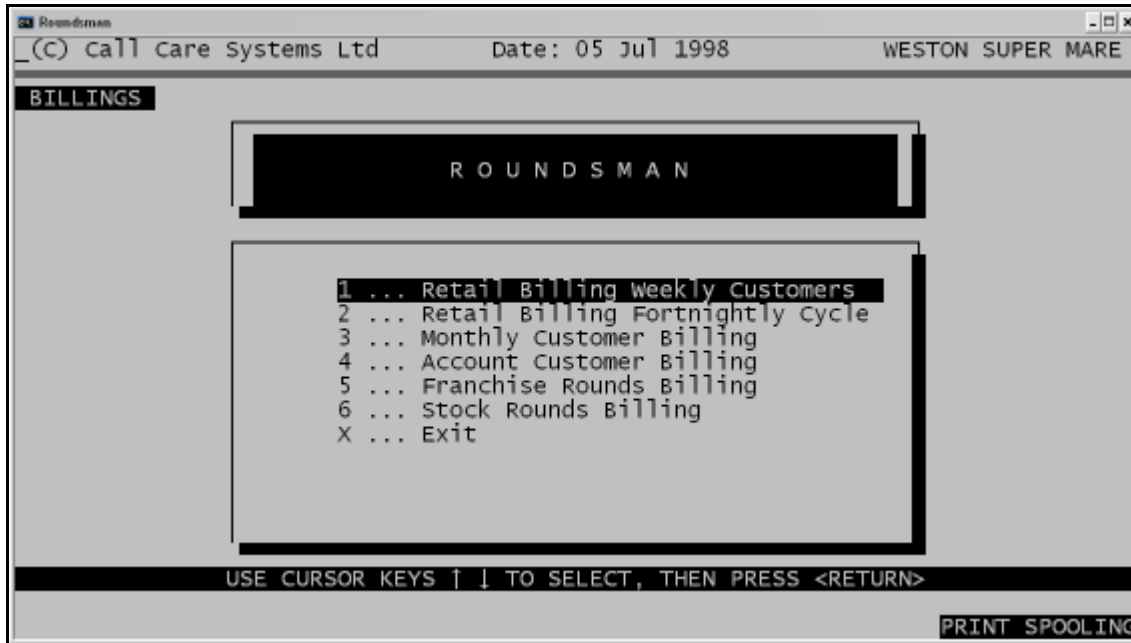 Roundsman
_(C) Call Care Systems Ltd Date: 05 Jul 1998 WESTON SUPER MARE
BILLINGS
R O U N D S M A N
1 ... Retail Billing Weekly Customers
2 ... Retail Billing Fortnightly Cycle
3 ... Monthly Customer Billing
4 ... Account Customer Billing
5 ... Franchise Rounds Billing
6 ... Stock Rounds Billing
X ... Exit
USE CURSOR KEYS ↑ ↓ TO SELECT, THEN PRESS <RETURN>
PRINT SPOOLING